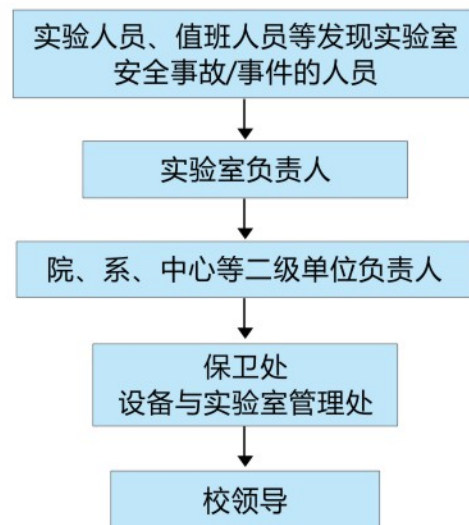 实验人员、值班人员等发现实验室
安全事故/事件的人员
实验室负责人
院、系、中心等二级单位负责人
保卫处
设备与实验室管理处
校领导